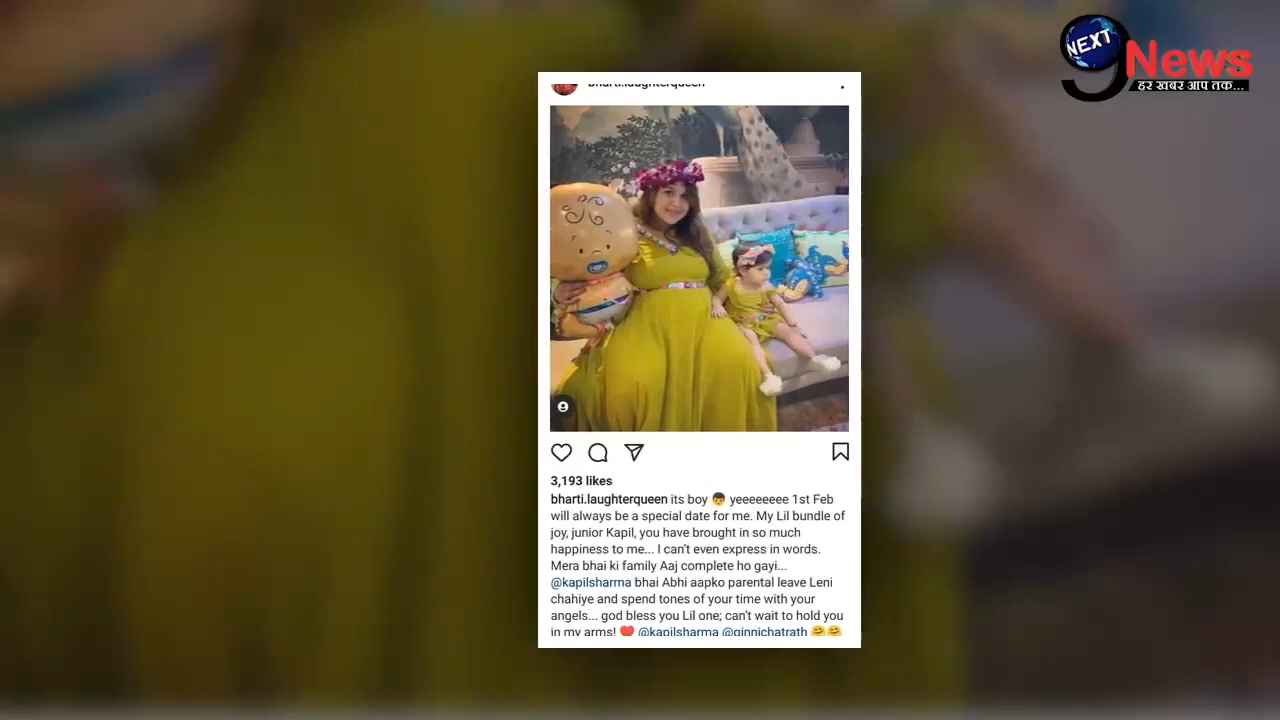 NEXT
9 News
हर खबर आप तक...
bharti.laughterqueen
3,193 likes
bharti.laughterqueen its boy 👦 yeeeeeeee 1st Feb
will always be a special date for me. My Lil bundle of
joy, junior Kapil, you have brought in so much
happiness to me... I can't even express in words.
Mera bhai ki family Aaj complete ho gayi...
@kapilsharma bhai Abhi aapko parental leave Leni
chahiye and spend tones of your time with your
angels... god bless you Lil one; can't wait to hold you
in my arms! ❤️ @kapilsharma @ginnichatrath 🤗🤗